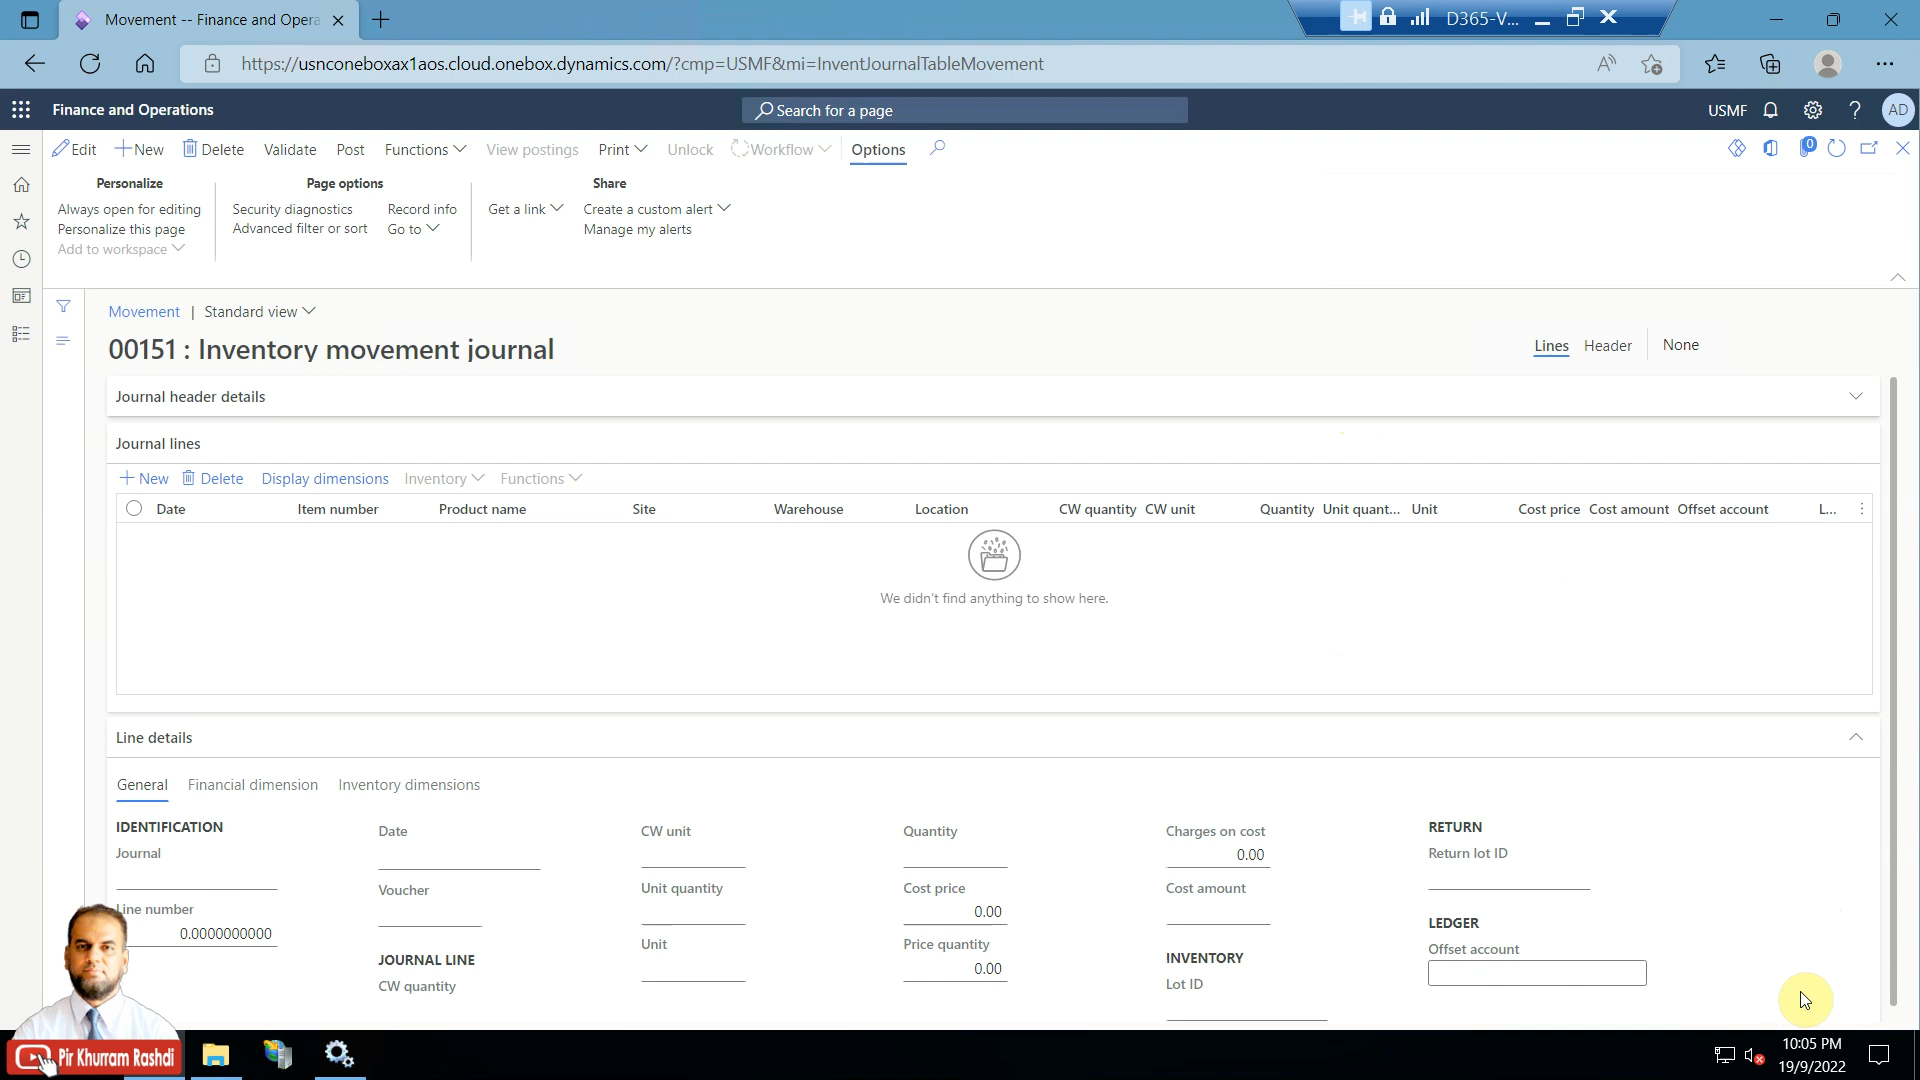 Movement -- Finance and Opera
D365-V...
https://usnconeboxax1aos.cloud.onebox.dynamics.com/?cmp=USMF&mi=InventJournalTableMovement
Finance and Operations
Search for a page
USMF
AD
Edit New Delete Validate Post Functions View postings Print Unlock Workflow Options
0
Personalize
Always open for editing
Personalize this page
Add to workspace
Page options
Security diagnostics
Advanced filter or sort
Record info
Go to
Share
Get a link
Create a custom alert
Manage my alerts
Movement | Standard view
00151 : Inventory movement journal
Lines Header None
Journal header details
Journal lines
New Delete Display dimensions Inventory Functions
Date Item number Product name Site Warehouse Location CW quantity CW unit Quantity Unit quant... Unit Cost price Cost amount Offset account L...
We didn't find anything to show here.
Line details
General Financial dimension Inventory dimensions
IDENTIFICATION
Journal
Line number
0.0000000000
Date
Voucher
JOURNAL LINE
CW quantity
CW unit
Unit quantity
Unit
Quantity
Cost price
0.00
Price quantity
0.00
Charges on cost
0.00
Cost amount
INVENTORY
Lot ID
RETURN
Return lot ID
LEDGER
Offset account
Pir Khurram Rashdi
10:05 PM
19/9/2022